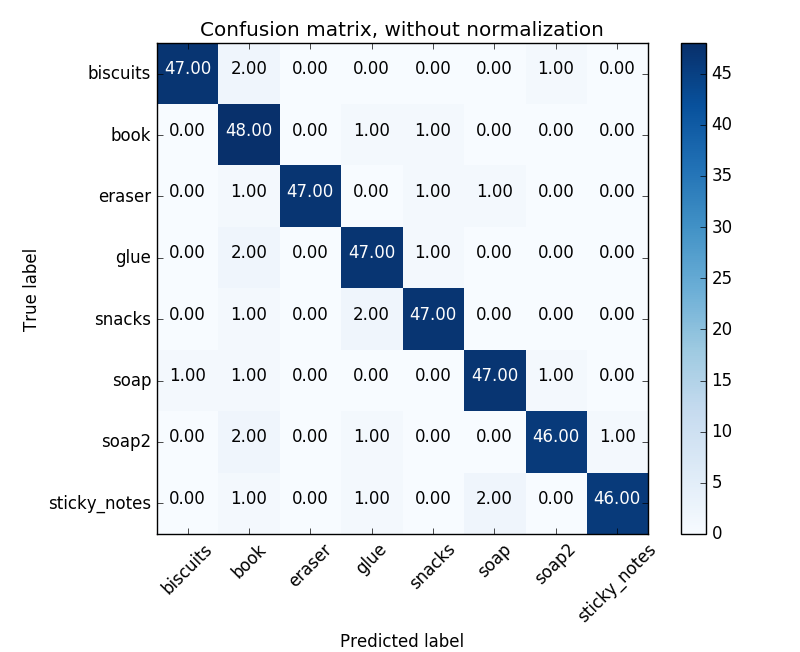 Confusion matrix, without normalization
True label
biscuits 47.00 2.00 0.00 0.00 0.00 0.00 1.00 0.00
book 0.00 48.00 0.00 1.00 1.00 0.00 0.00 0.00
eraser 0.00 1.00 47.00 0.00 1.00 1.00 0.00 0.00
glue 0.00 2.00 0.00 47.00 1.00 0.00 0.00 0.00
snacks 0.00 1.00 0.00 2.00 47.00 0.00 0.00 0.00
soap 1.00 1.00 0.00 0.00 0.00 47.00 1.00 0.00
soap2 0.00 2.00 0.00 1.00 0.00 0.00 46.00 1.00
sticky_notes 0.00 1.00 0.00 1.00 0.00 2.00 0.00 46.00
biscuits book eraser glue snacks soap soap2 sticky_notes
Predicted label
45
40
35
30
25
20
15
10
5
0